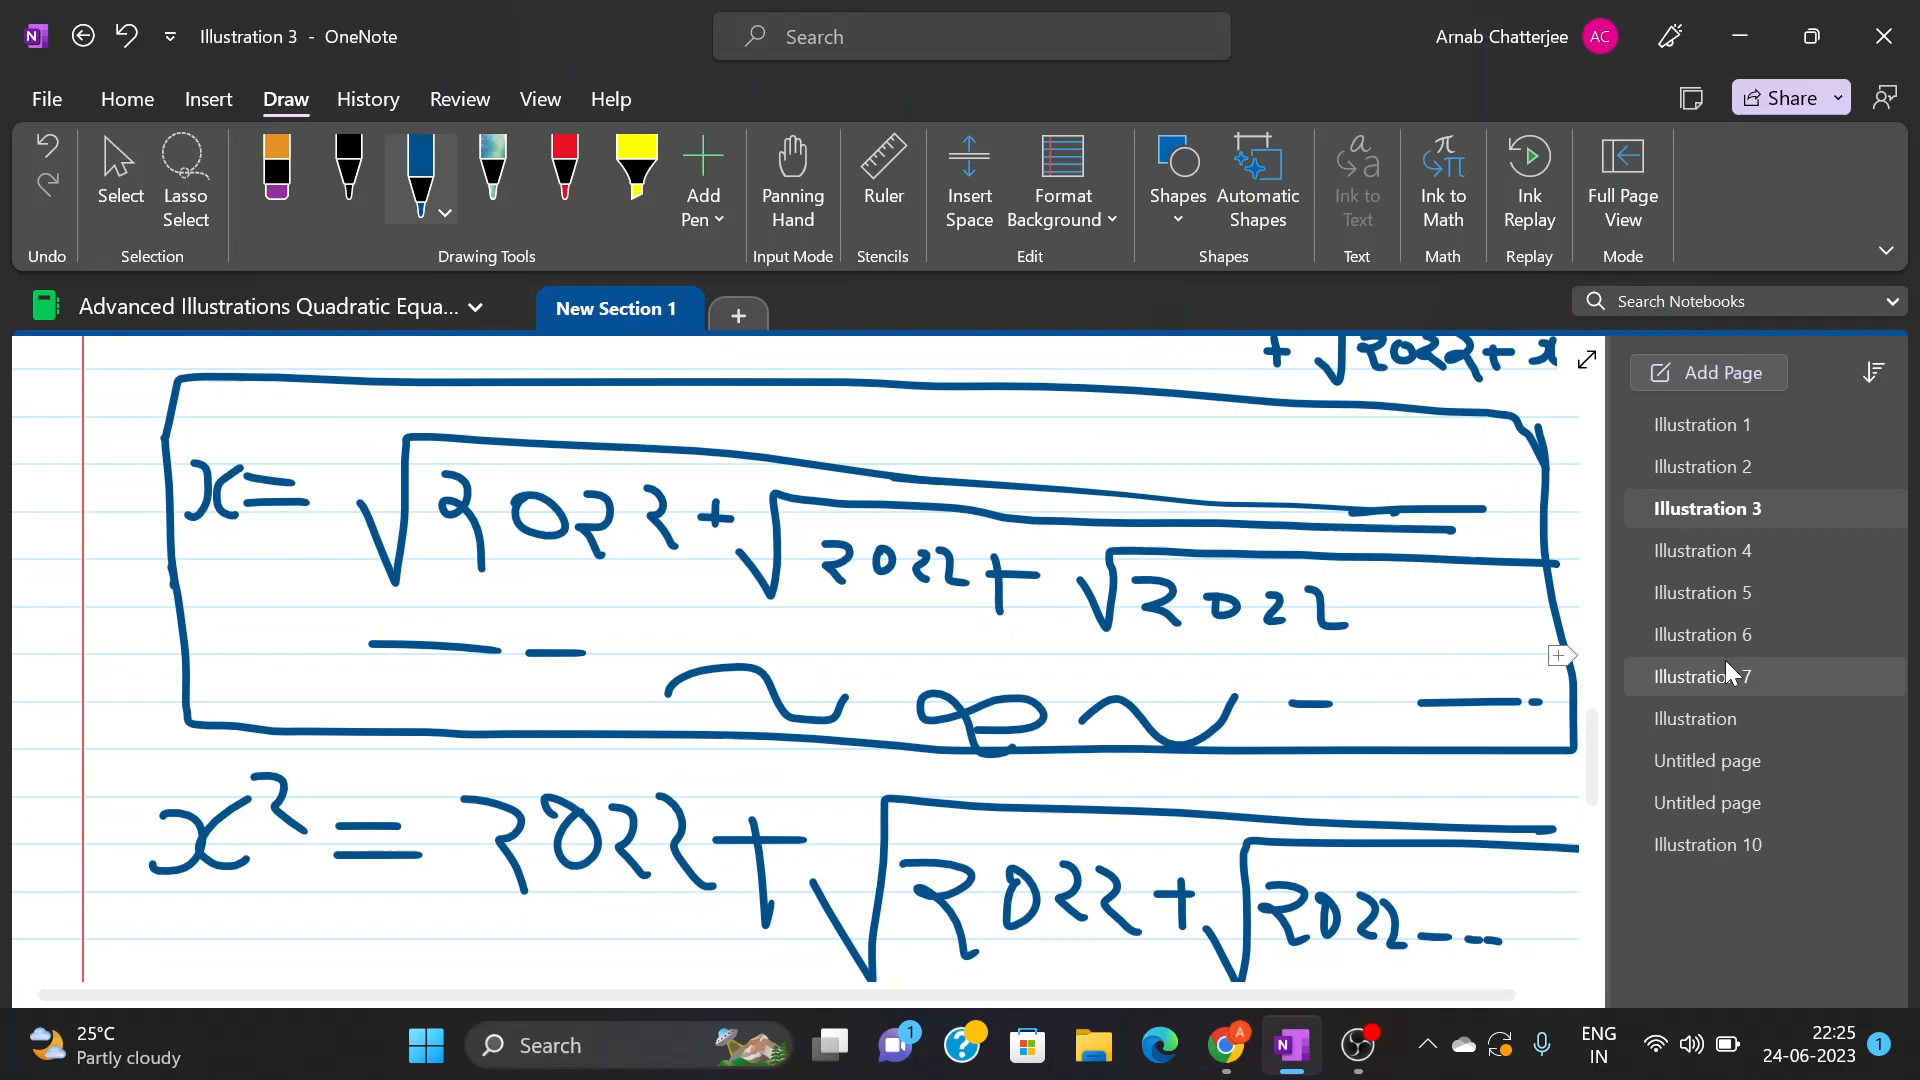 Illustration 3 - OneNote
Search
Arnab Chatterjee AC
File Home Insert Draw History Review View Help
Share
Select
Lasso Select
Add Pen
Panning Hand
Ruler
Insert Space
Format Background
Shapes
Automatic Shapes
Ink to Text
Ink to Math
Ink Replay
Full Page View
Undo Selection Drawing Tools Input Mode Stencils Edit Shapes Text Math Replay Mode
Advanced Illustrations Quadratic Equa...
New Section 1
Search Notebooks
+ √2022+x
x = √2022+√2022+√2022
-- ~ ∞ ~ - --
x² = 2022+√2022+√2022---
Add Page
Illustration 1
Illustration 2
Illustration 3
Illustration 4
Illustration 5
Illustration 6
Illustration 7
Illustration
Untitled page
Untitled page
Illustration 10
25°C
Partly cloudy
Search
1
A
N
ENG
IN
22:25
24-06-2023
1